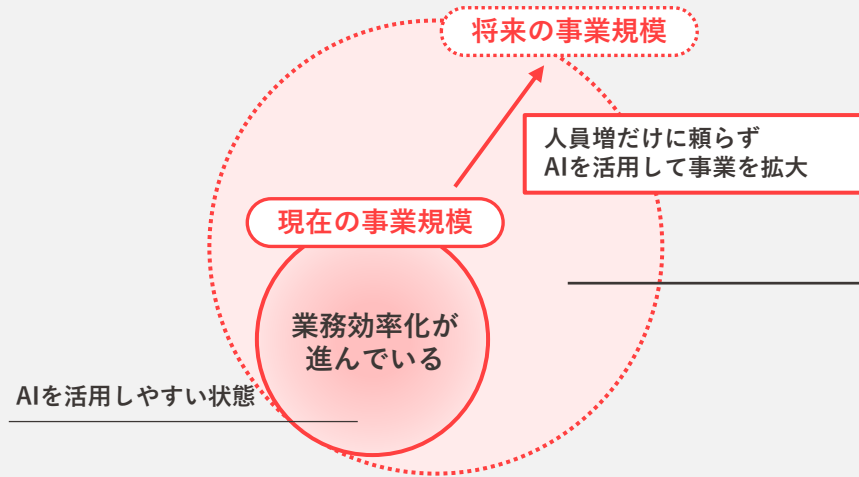 将来の事業規模
人員増だけに頼らず
AIを活用して事業を拡大
現在の事業規模
業務効率化が
進んでいる
AIを活用しやすい状態